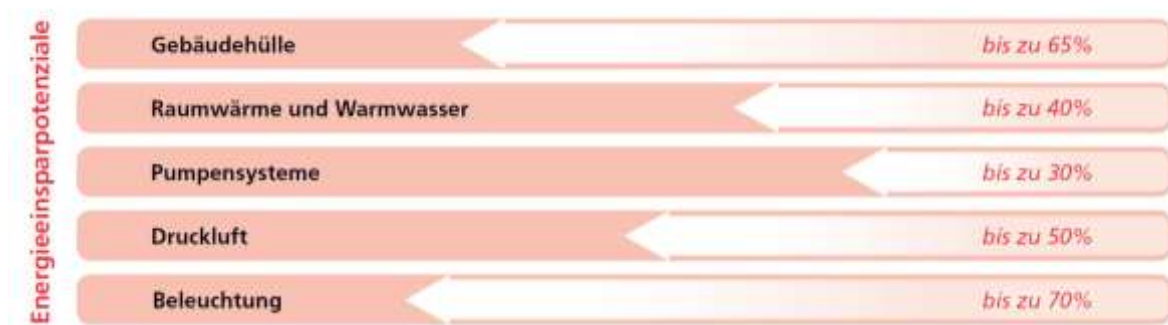 Energieeinsparpotenziale
Gebäudehülle bis zu 65%
Raumwärme und Warmwasser bis zu 40%
Pumpensysteme bis zu 30%
Druckluft bis zu 50%
Beleuchtung bis zu 70%